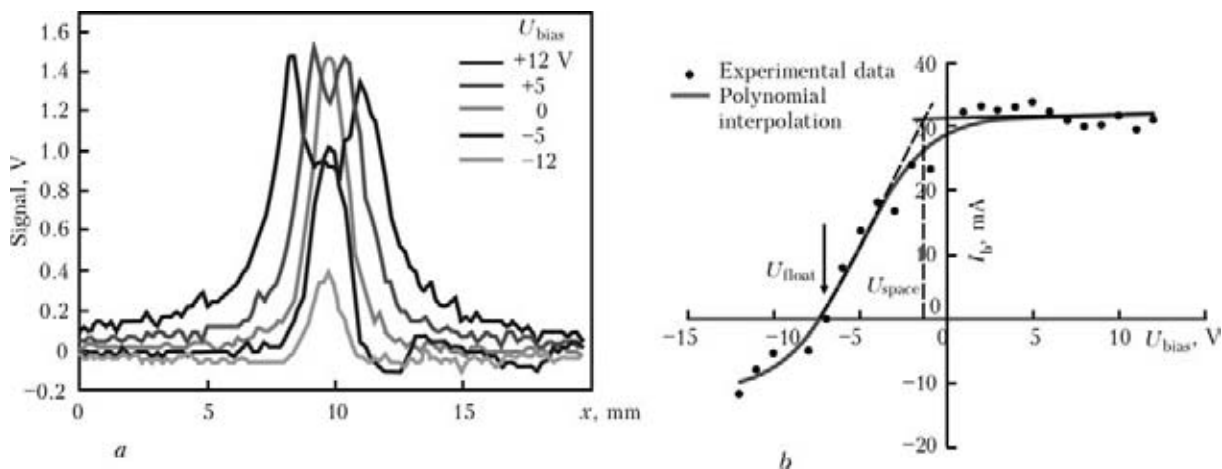 1.6
1.4
1.2
1.0
0.8
0.6
0.4
0.2
0
−0.2
Signal, V
0 5 10 15 x, mm
U_bias
+12 V
+5
0
−5
−12
a
Experimental data
Polynomial
interpolation
40
30
20
10
0
−10
−20
I_b, mA
U_float
U_space
−15 −10 −5 0 5 10 U_bias, V
b